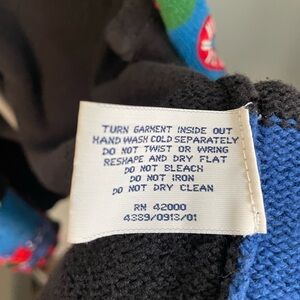 TURN GARMENT INSIDE OUT
HAND WASH COLD SEPARATELY
DO NOT TWIST OR WRING
RESHAPE AND DRY FLAT
DO NOT BLEACH
DO NOT IRON
DO NOT DRY CLEAN
RN 42000
4339/0913/01